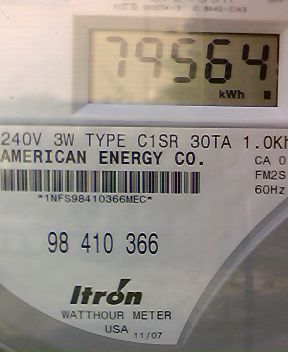 79564
kWh
240V 3W TYPE C1SR 30TA 1.0Kh
AMERICAN ENERGY CO.
CA 0
FM2S
60Hz
*1NFS98410366MEC*
98 410 366
Itron
WATTHOUR METER
USA 11/07